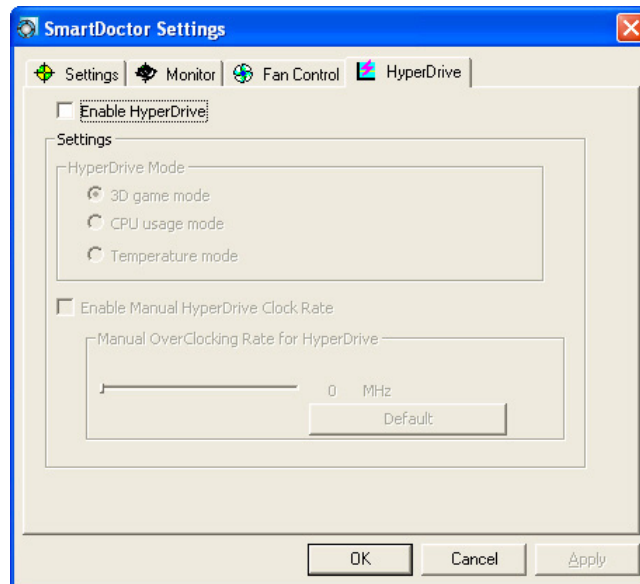 SmartDoctor Settings
Settings Monitor Fan Control HyperDrive
Enable HyperDrive
Settings
HyperDrive Mode
3D game mode
CPU usage mode
Temperature mode
Enable Manual HyperDrive Clock Rate
Manual OverClocking Rate for HyperDrive
0 MHz
Default
OK Cancel Apply